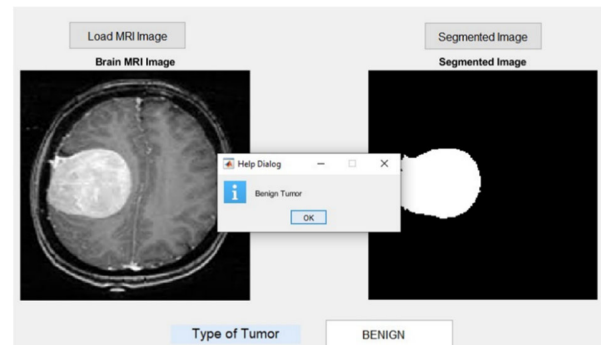 Load MRI Image
Segmented Image
Brain MRI Image
Segmented Image
Help Dialog
Benign Tumor
OK
Type of Tumor
BENIGN